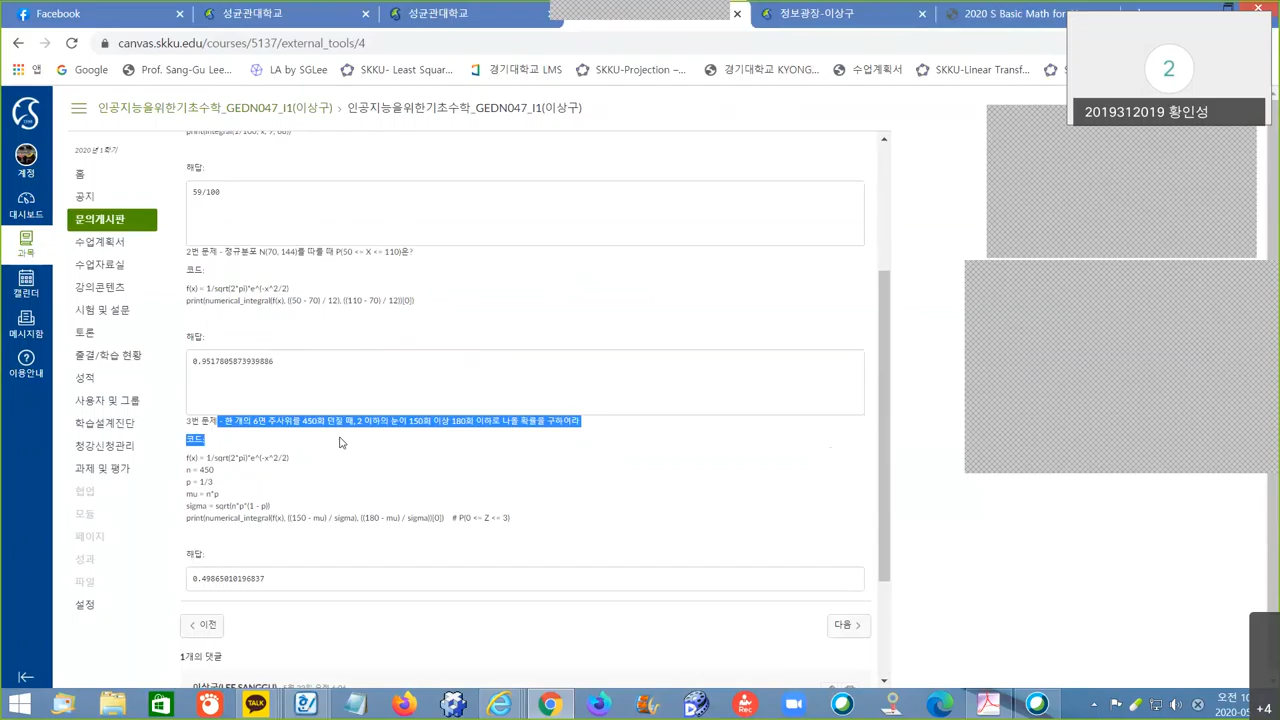 Facebook
성균관대학교
성균관대학교
정보광장-이상구
2020 S Basic Math for
canvas.skku.edu/courses/5137/external_tools/4
앱
Google
Prof. Sang-Gu Lee...
LA by SGLee
SKKU- Least Squar...
경기대학교 LMS
SKKU-Projection –...
경기대학교 KYONG...
수업계획서
SKKU-Linear Transf...
2
2019312019 황인성
인공지능을위한기초수학_GEDN047_I1(이상구) › 인공지능을위한기초수학_GEDN047_I1(이상구)
계정
대시보드
과목
캘린더
메시지함
이용안내
2020년 1학기
홈
공지
문의게시판
수업계획서
수업자료실
강의콘텐츠
시험 및 설문
토론
출결/학습 현황
성적
사용자 및 그룹
학습설계진단
청강신청관리
과제 및 평가
협업
모듈
페이지
성과
파일
설정
해답:
59/100
2번 문제 - 정규분포 N(70, 144)를 따를 때 P(50 <= X <= 110)은?
코드:
f(x) = 1/sqrt(2*pi)*e^(-x^2/2)
print(numerical_integral(f(x), ((50 - 70) / 12), ((110 - 70) / 12))[0])
해답:
0.9517805873939886
3번 문제 - 한 개의 6면 주사위를 450회 던질 때, 2 이하의 눈이 150회 이상 180회 이하로 나올 확률을 구하여라
코드:
f(x) = 1/sqrt(2*pi)*e^(-x^2/2)
n = 450
p = 1/3
mu = n*p
sigma = sqrt(n*p*(1 - p))
print(numerical_integral(f(x), ((150 - mu) / sigma), ((180 - mu) / sigma))[0]) # P(0 <= Z <= 3)
해답:
0.49865010196837
이전
다음
1개의 댓글
이상구(LEE SANGGU)
TALK
Rec
오전 10
2020-05
+4